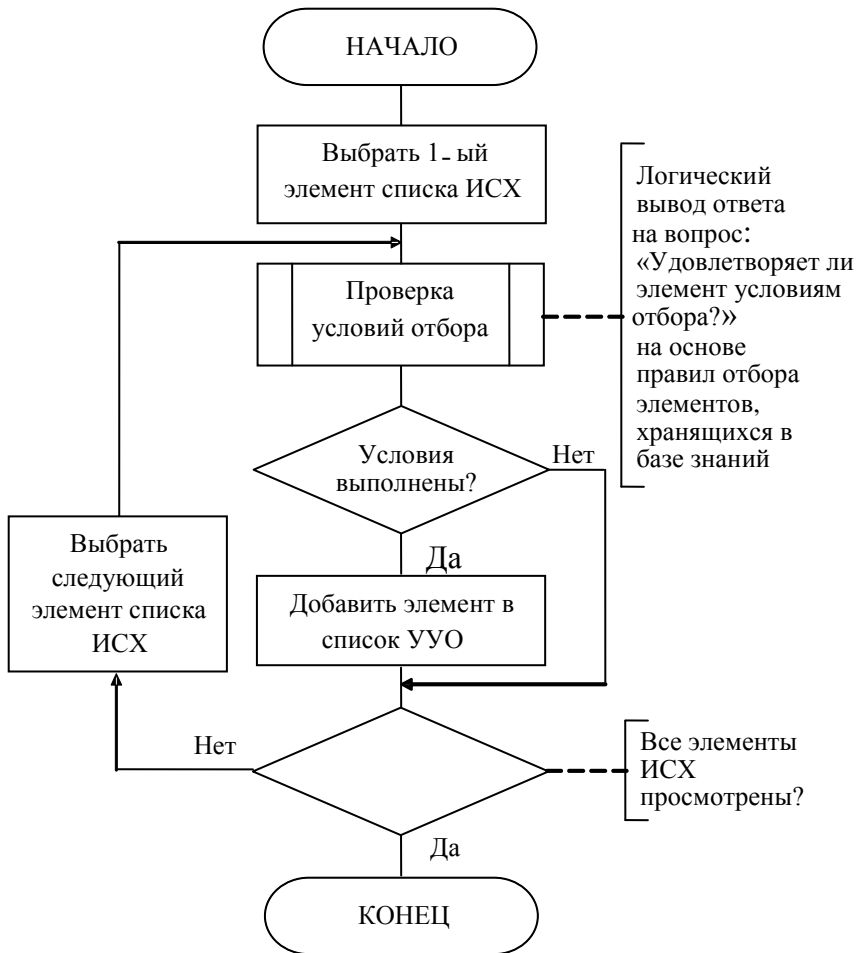 НАЧАЛО
Выбрать 1- ый
элемент списка ИСХ
Проверка
условий отбора
Логический
вывод ответа
на вопрос:
«Удовлетворяет ли
элемент условиям
отбора?»
на основе
правил отбора
элементов,
хранящихся в
базе знаний
Условия
выполнены?
Нет
Да
Выбрать
следующий
элемент списка
ИСХ
Добавить элемент в
список УУО
Нет
Все элементы
ИСХ
просмотрены?
Да
КОНЕЦ